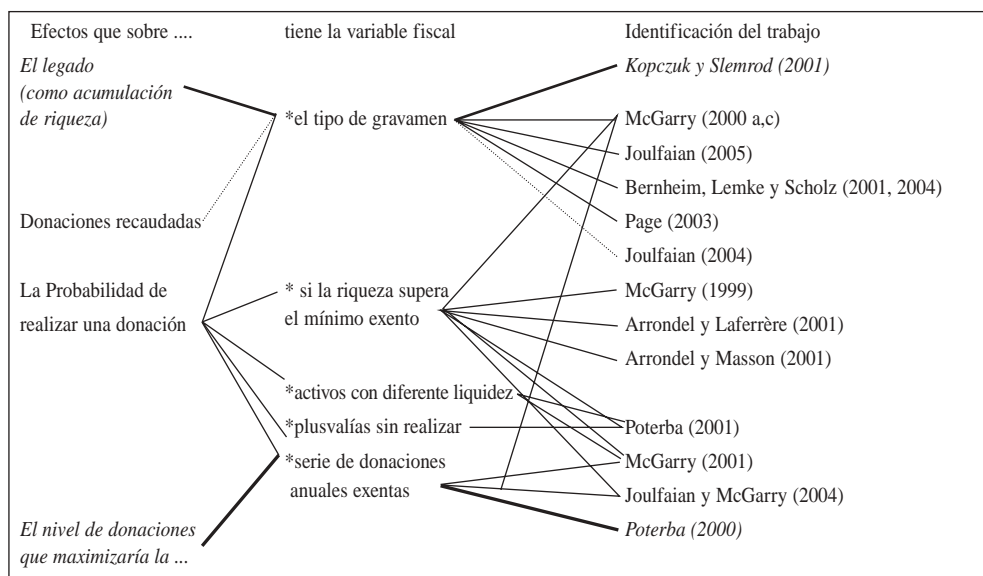 Efectos que sobre ....
tiene la variable fiscal
Identificación del trabajo
El legado
(como acumulación
de riqueza)
Donaciones recaudadas
La Probabilidad de
realizar una donación
El nivel de donaciones
que maximizaría la ...
*el tipo de gravamen
* si la riqueza supera
el mínimo exento
*activos con diferente liquidez
*plusvalías sin realizar
*serie de donaciones
anuales exentas
Kopczuk y Slemrod (2001)
McGarry (2000 a,c)
Joulfaian (2005)
Bernheim, Lemke y Scholz (2001, 2004)
Page (2003)
Joulfaian (2004)
McGarry (1999)
Arrondel y Laferrère (2001)
Arrondel y Masson (2001)
Poterba (2001)
McGarry (2001)
Joulfaian y McGarry (2004)
Poterba (2000)